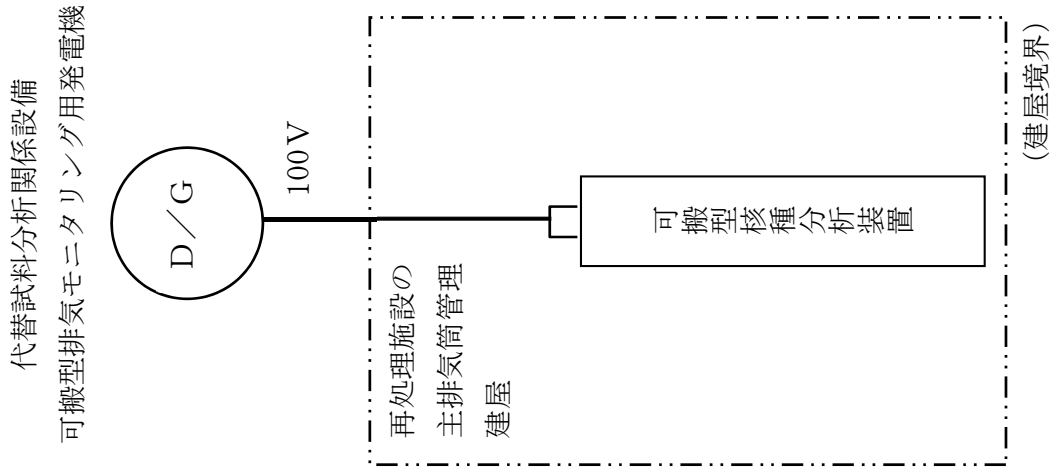 代替試料分析関係設備
可搬型排気モニタリング用発電機
D/G
100V
再処理施設の
主排気筒管理
建屋
可搬型核種分析装置
(建屋境界)